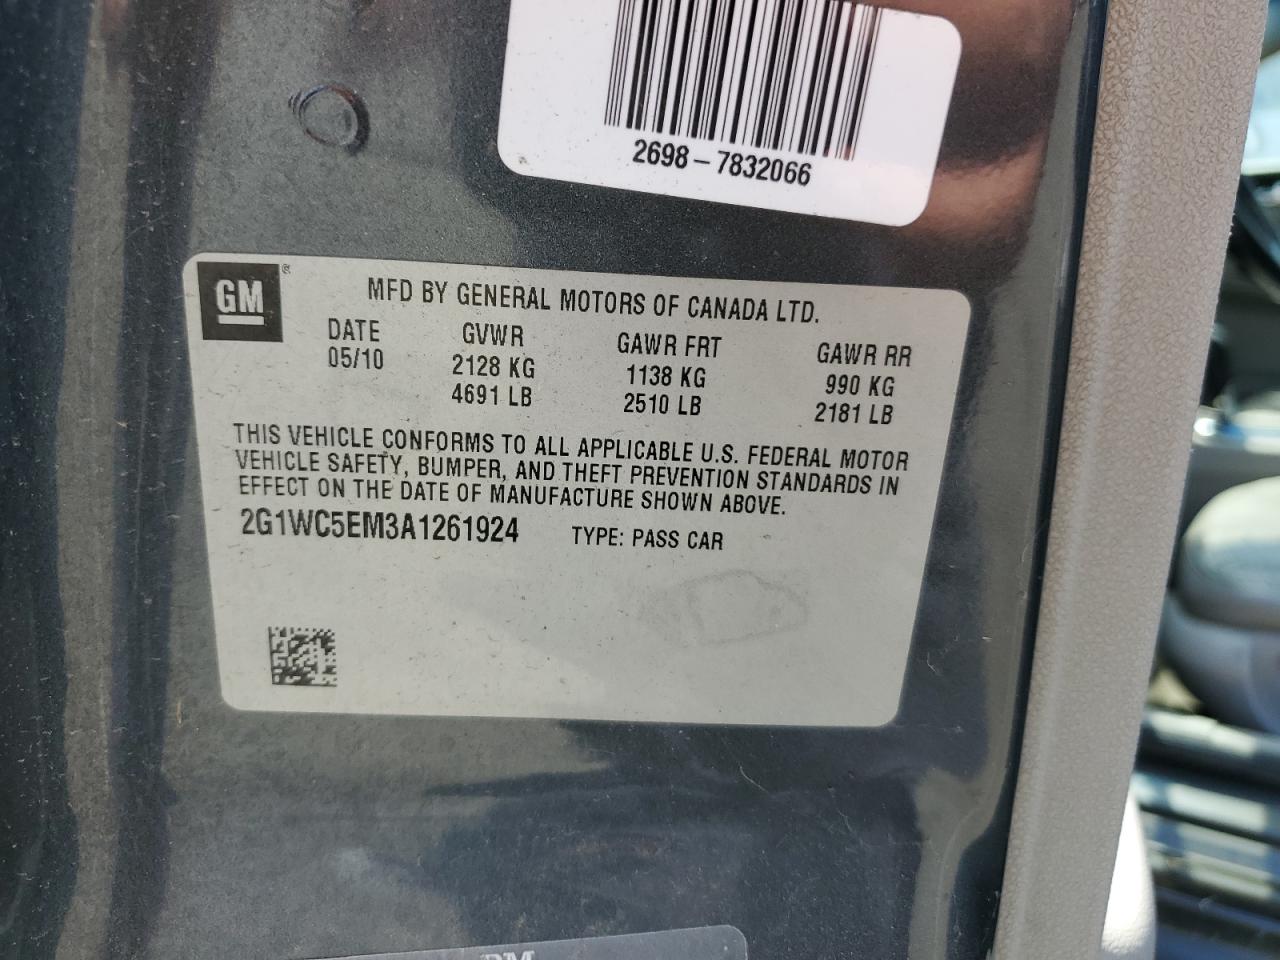 2698-7832066
GM®
MFD BY GENERAL MOTORS OF CANADA LTD.
DATE GVWR GAWR FRT GAWR RR
05/10 2128 KG 1138 KG 990 KG
4691 LB 2510 LB 2181 LB
THIS VEHICLE CONFORMS TO ALL APPLICABLE U.S. FEDERAL MOTOR
VEHICLE SAFETY, BUMPER, AND THEFT PREVENTION STANDARDS IN
EFFECT ON THE DATE OF MANUFACTURE SHOWN ABOVE.
2G1WC5EM3A1261924 TYPE: PASS CAR